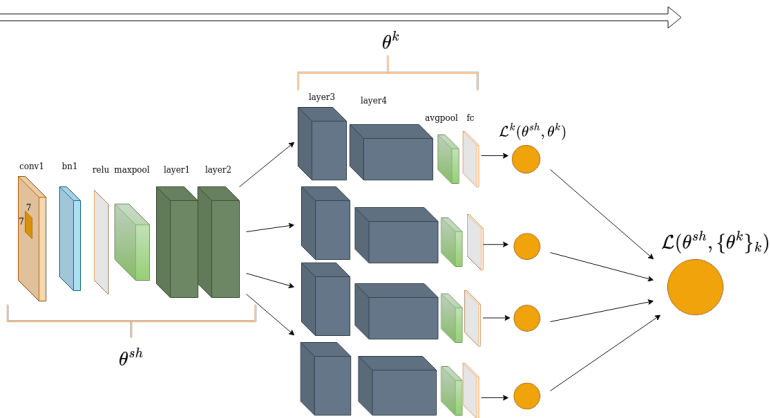 θ^k
layer3
layer4
avgpool fc
L^k(θ^sh, θ^k)
conv1 bn1 relu maxpool layer1 layer2
7
7
L(θ^sh, {θ^k}_k)
θ^sh